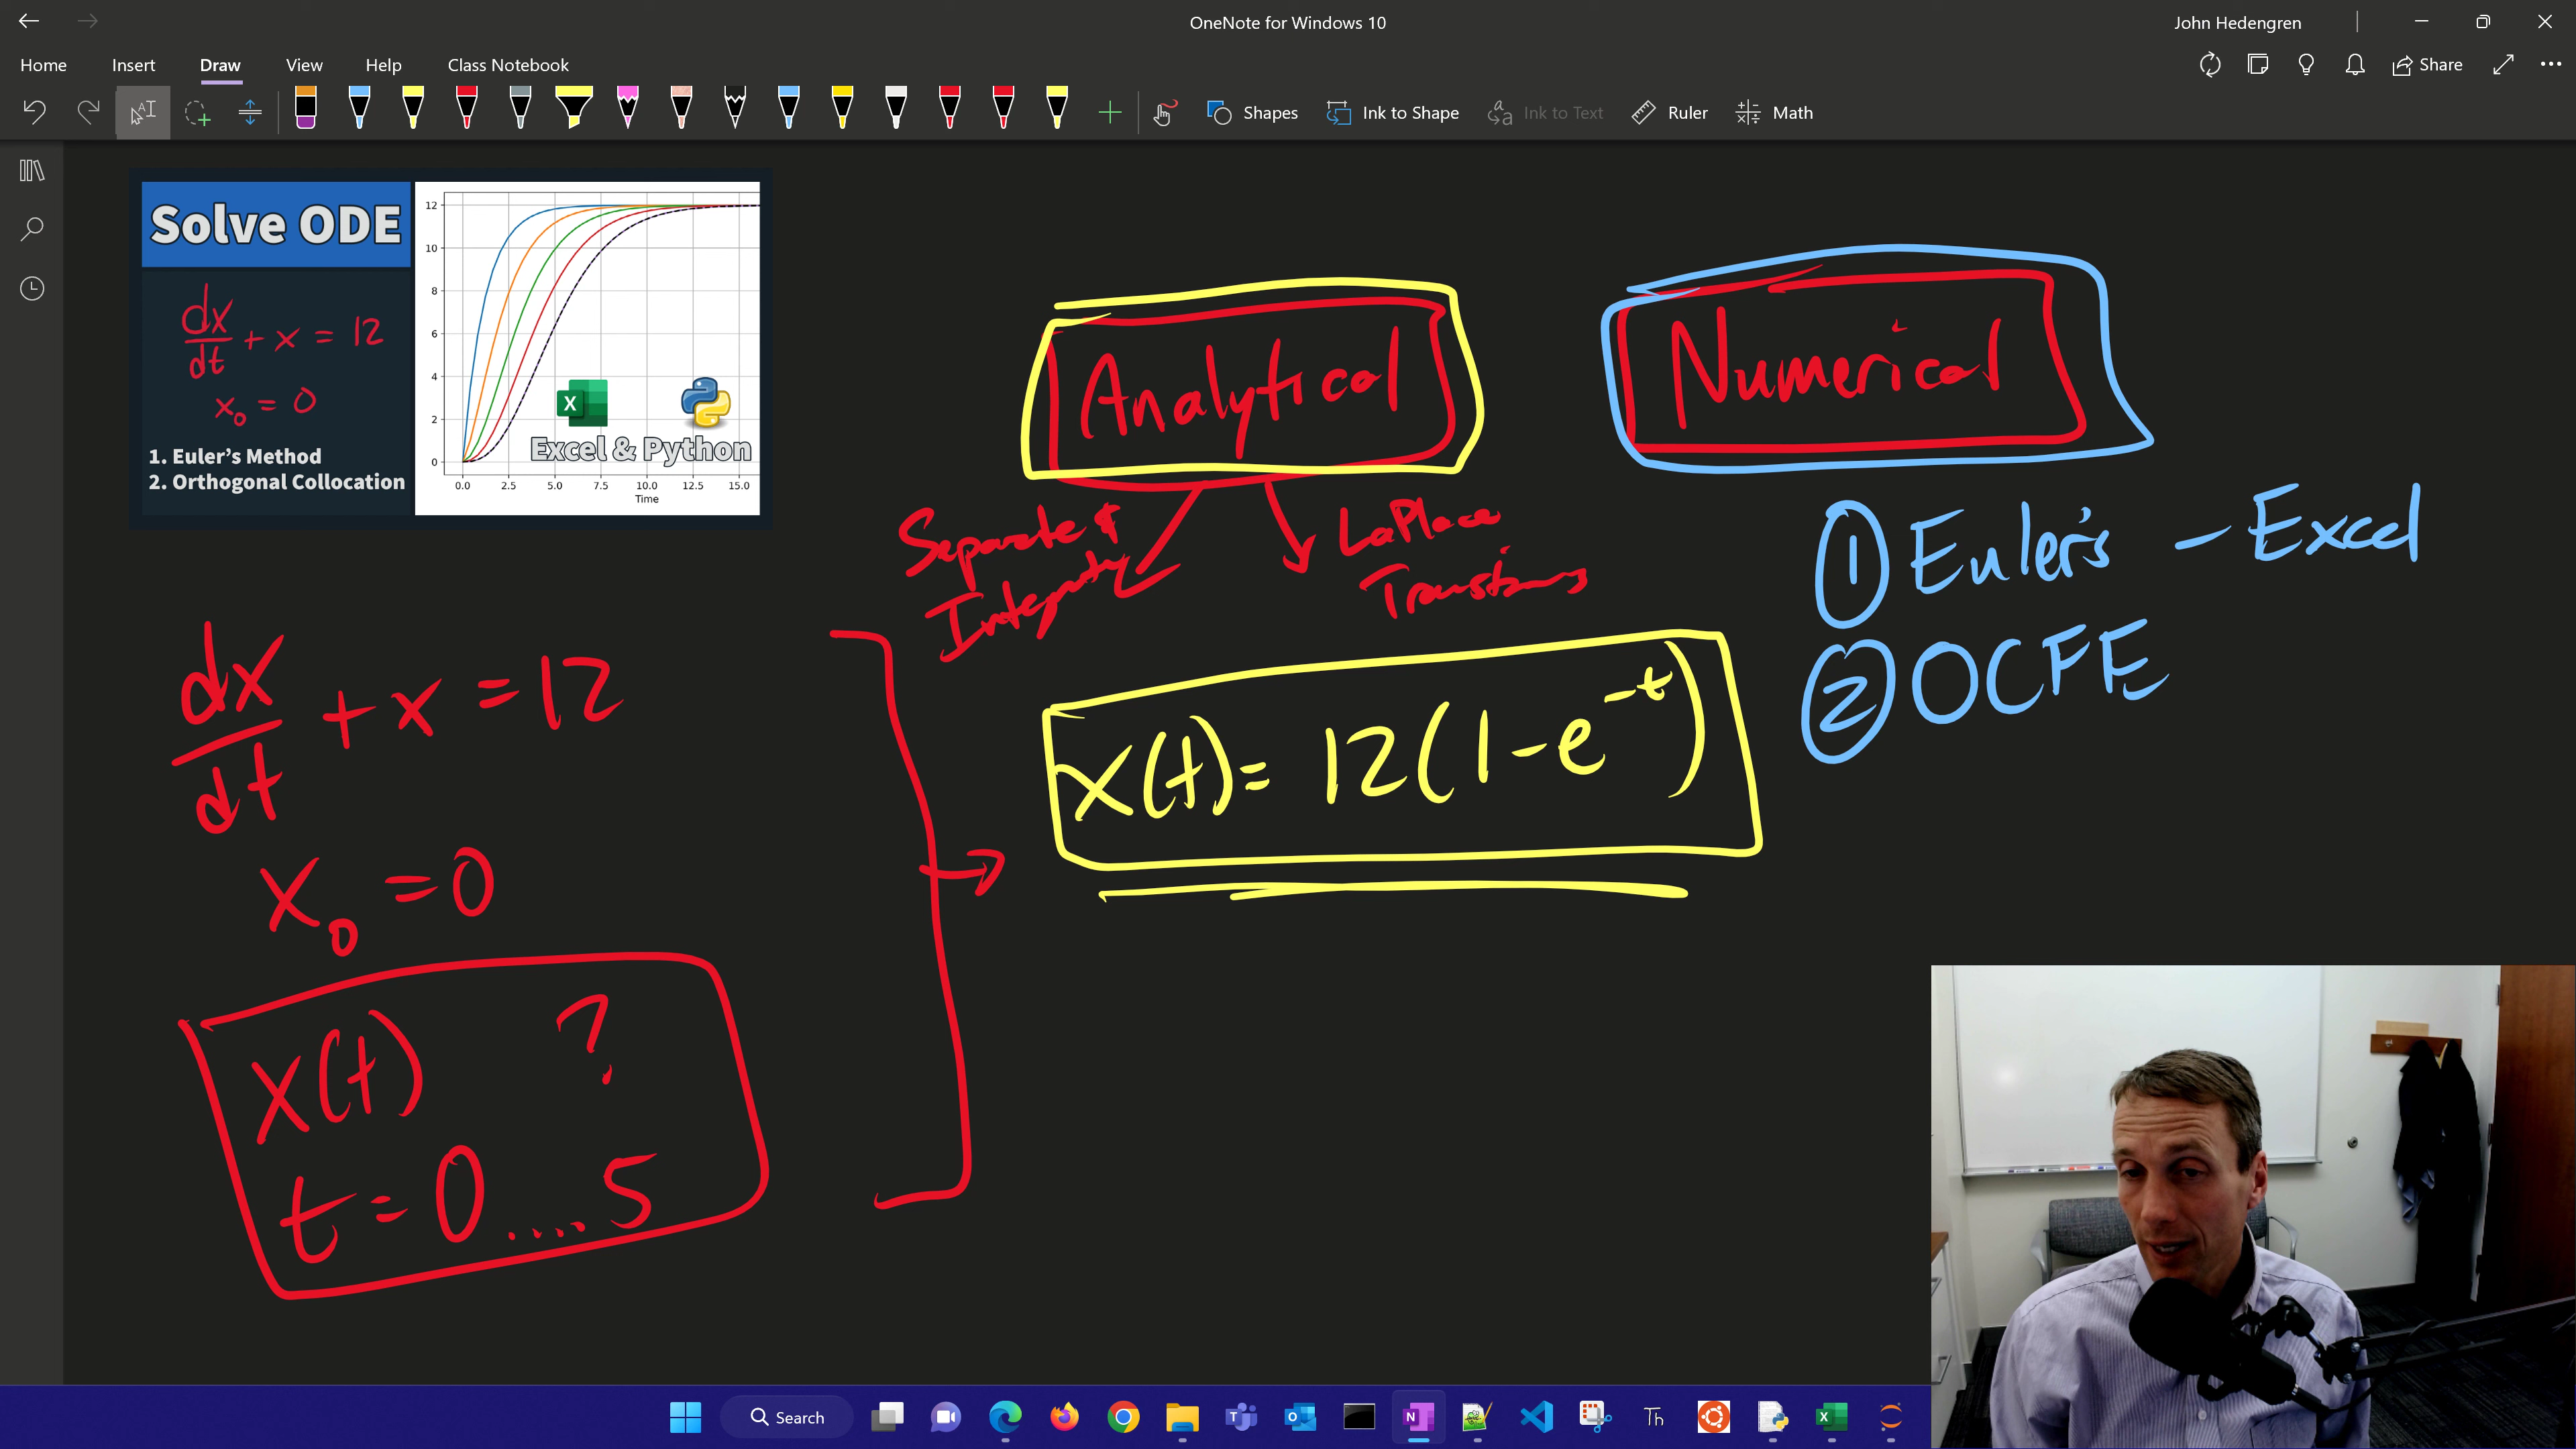 OneNote for Windows 10
John Hedengren
Home
Insert
Draw
View
Help
Class Notebook
Share
Shapes
Ink to Shape
Ink to Text
Ruler
Math
Solve ODE
dx/dt + x = 12
x₀ = 0
1. Euler's Method
2. Orthogonal Collocation
12
10
8
6
4
2
0
0.0 2.5 5.0 7.5 10.0 12.5 15.0
Time
Excel & Python
Analytical
Numerical
Separate &
LaPlace
Transforms
① Euler's – Excel
② OCFE
dx/dt + x = 12
x₀ = 0
x(t) ?
t = 0 .... 5
x(t) = 12(1-e^-t)
Search